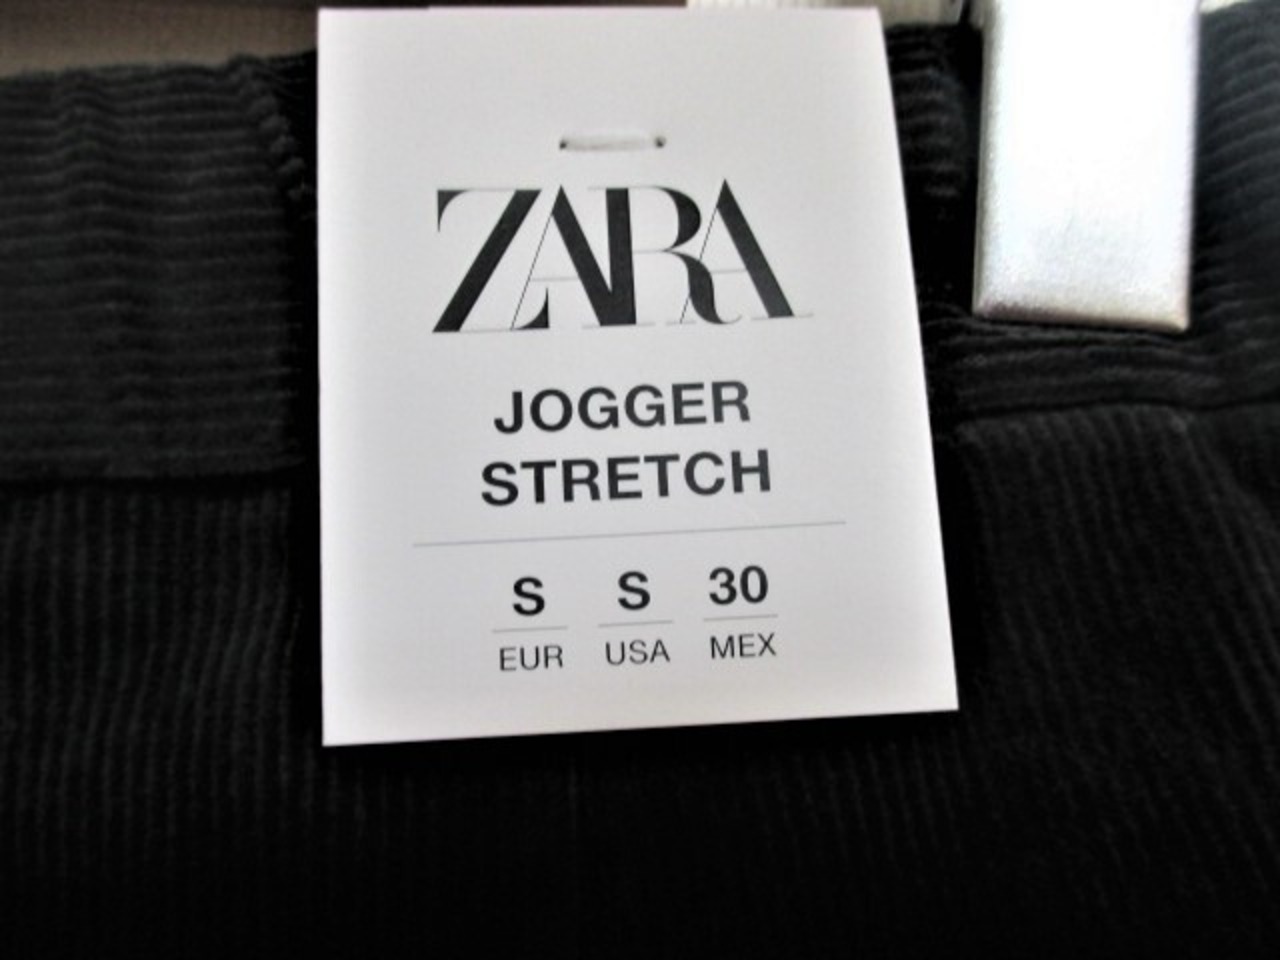 ZARA
JOGGER
STRETCH
S S 30
EUR USA MEX